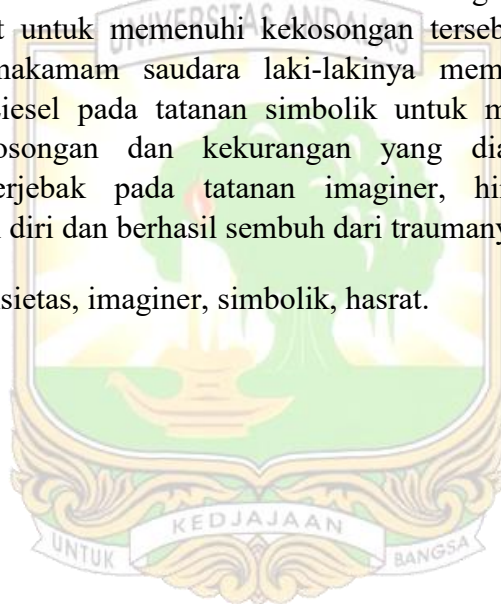 t untuk memenuhi kekosongan terseb
UNIVERSITAS ANDALAS
nakamam saudara laki-lakinya mem
iesel pada tatanan simbolik untuk m
osongan dan kekurangan yang dia
erjebak pada tatanan imaginer, hi
diri dan berhasil sembuh dari traumany
sietas, imaginer, simbolik, hasrat.
KEDJAJAAN
UNTUK BANGSA